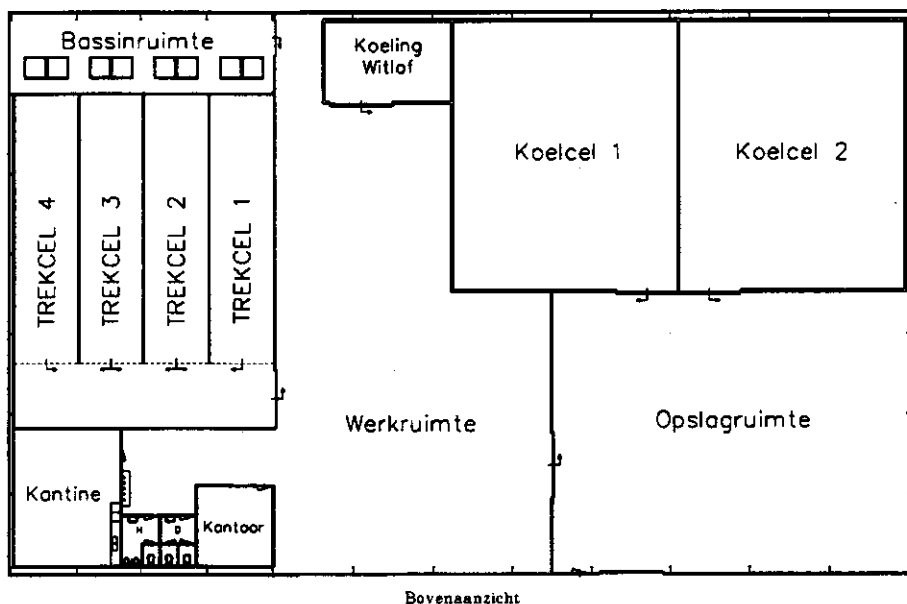 Bassinruimte
Koeling
Witlof
Koelcel 1
Koelcel 2
TREKCEL 4
TREKCEL 3
TREKCEL 2
TREKCEL 1
Werkruimte
Opslagruimte
Kantine
H
D
Kantoor
Bovenaanzicht